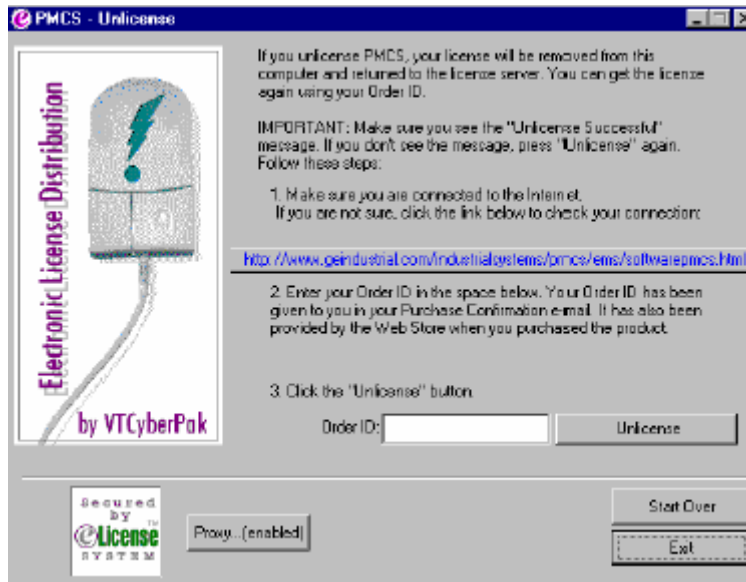 PMCS - Unlicense
Electronic License Distribution
by VTCyberPak
If you unlicense PMCS, your license will be removed from this
computer and returned to the license server. You can get the license
again using your Order ID.
IMPORTANT: Make sure you see the "Unlicense Successful"
message. If you don't see the message, press "Unlicense" again.
Follow these steps:
1. Make sure you are connected to the Internet.
If you are not sure, click the link below to check your connection:
http://www.geindustrial.com/industrialsystems/pmcs/ems/softwarepmcs.html
2. Enter your Order ID in the space below. Your Order ID has been
given to you in your Purchase Confirmation e-mail. It has also been
provided by the Web Store when you purchased the product.
3. Click the "Unlicense" button.
Order ID:
Unlicense
Secured
by
eLicense™
SYSTEM
Proxy...(enabled)
Start Over
Exit